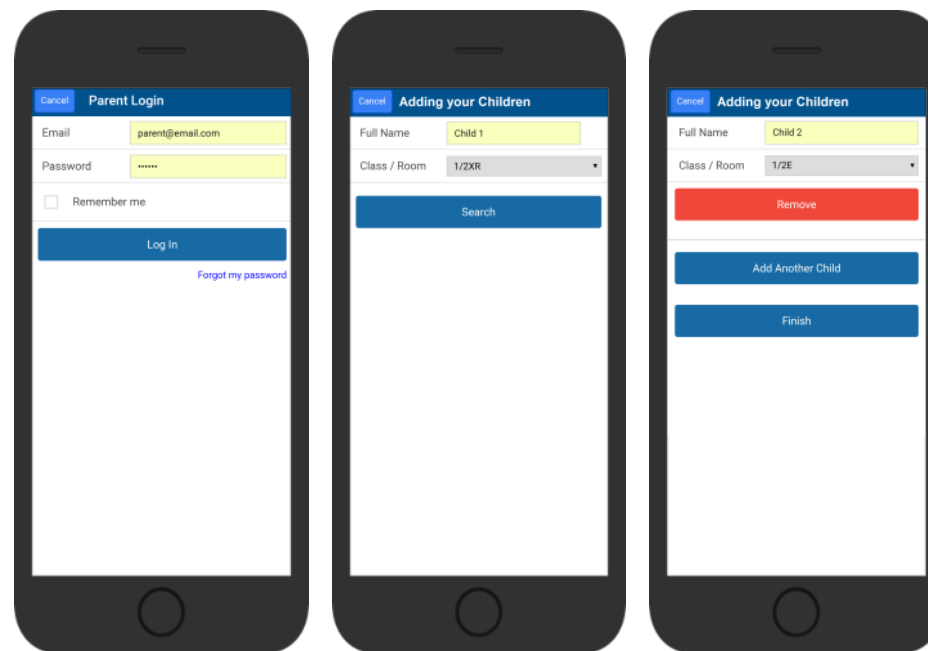 Cancel Parent Login
Email parent@email.com
Password ••••••
Remember me
Log In
Forgot my password
Cancel Adding your Children
Full Name Child 1
Class / Room 1/2XR
Search
Cancel Adding your Children
Full Name Child 2
Class / Room 1/2E
Remove
Add Another Child
Finish